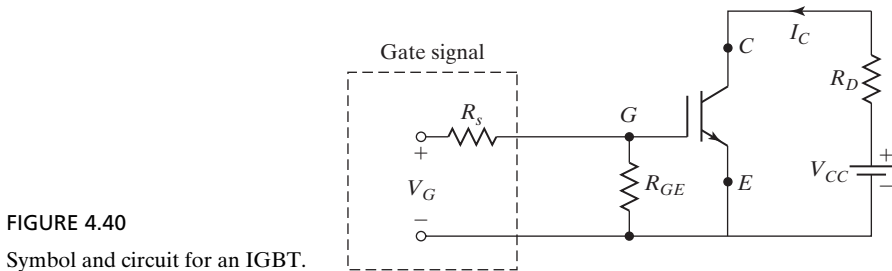 I_C
C
Gate signal
R_D
R_s
G
+
V_CC
+
−
V_G
R_GE
E
−
FIGURE 4.40
Symbol and circuit for an IGBT.